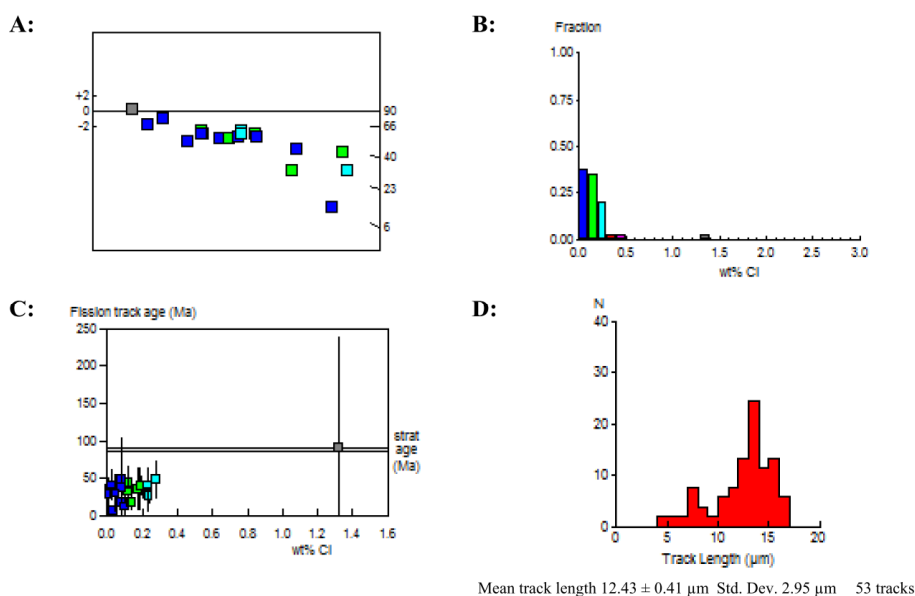 A:
+2
0
-2
90
66
40
23
6
B:
Fraction
1.00
0.75
0.50
0.25
0.00
0.0 0.5 1.0 1.5 2.0 2.5 3.0
wt% Cl
C:
Fission track age (Ma)
250
200
150
100
50
0
0.0 0.2 0.4 0.6 0.8 1.0 1.2 1.4 1.6
wt% Cl
strat
age
(Ma)
D:
N
40
30
20
10
0
0 5 10 15 20
Track Length (µm)
Mean track length 12.43 ± 0.41 µm Std. Dev. 2.95 µm 53 tracks